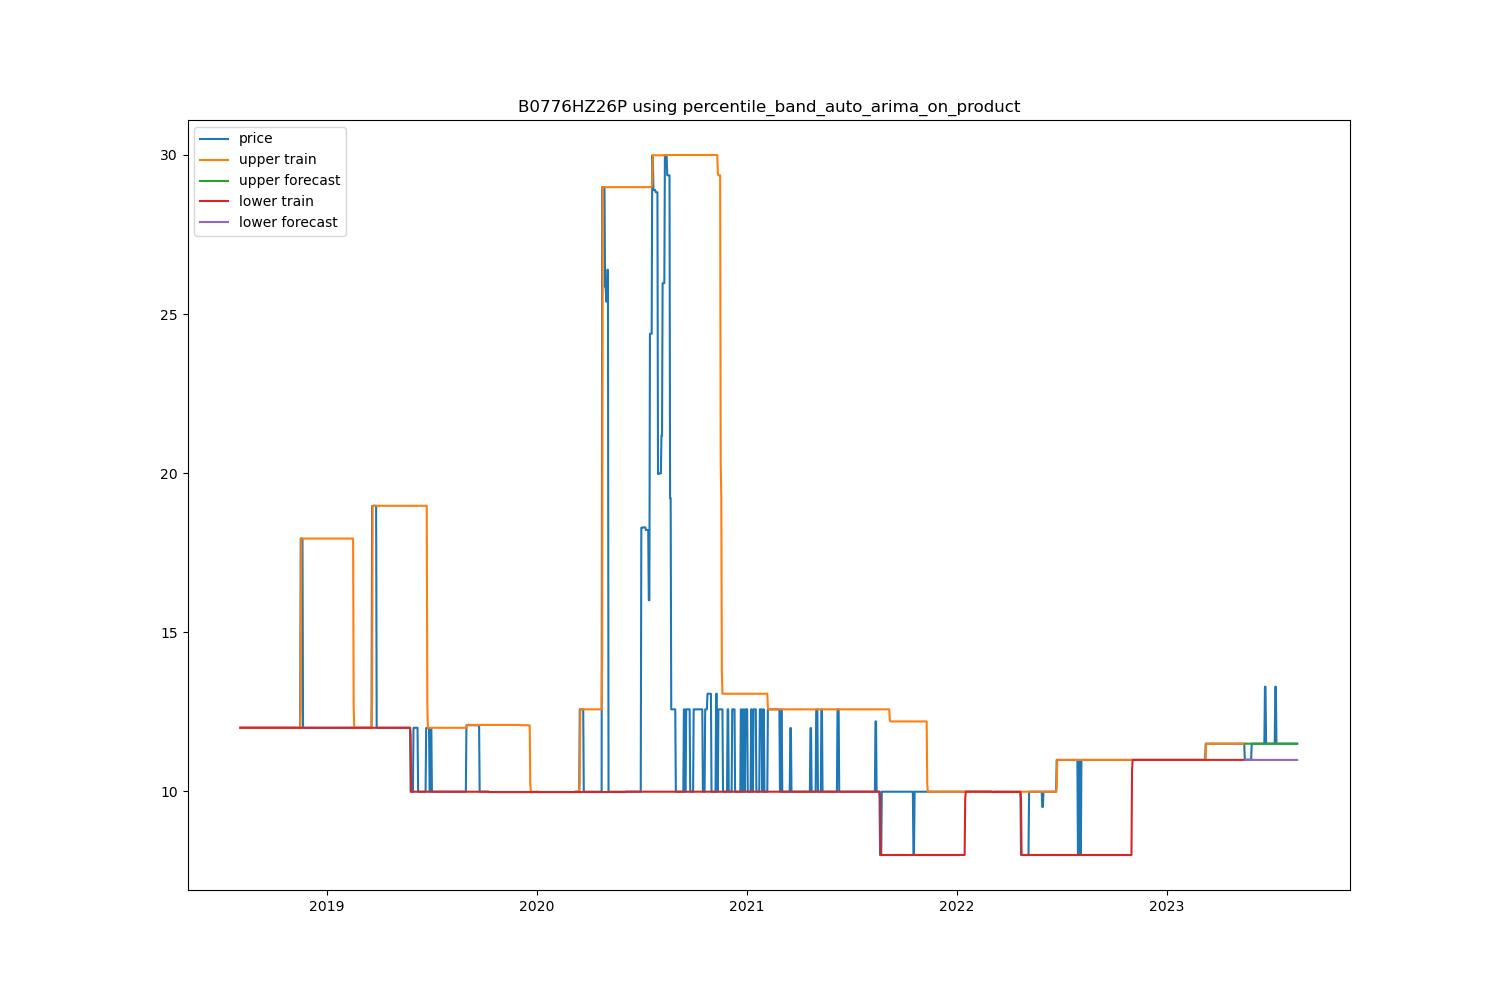 B0776HZ26P using percentile_band_auto_arima_on_product
price
upper train
upper forecast
lower train
lower forecast
30
25
20
15
10
2019 2020 2021 2022 2023